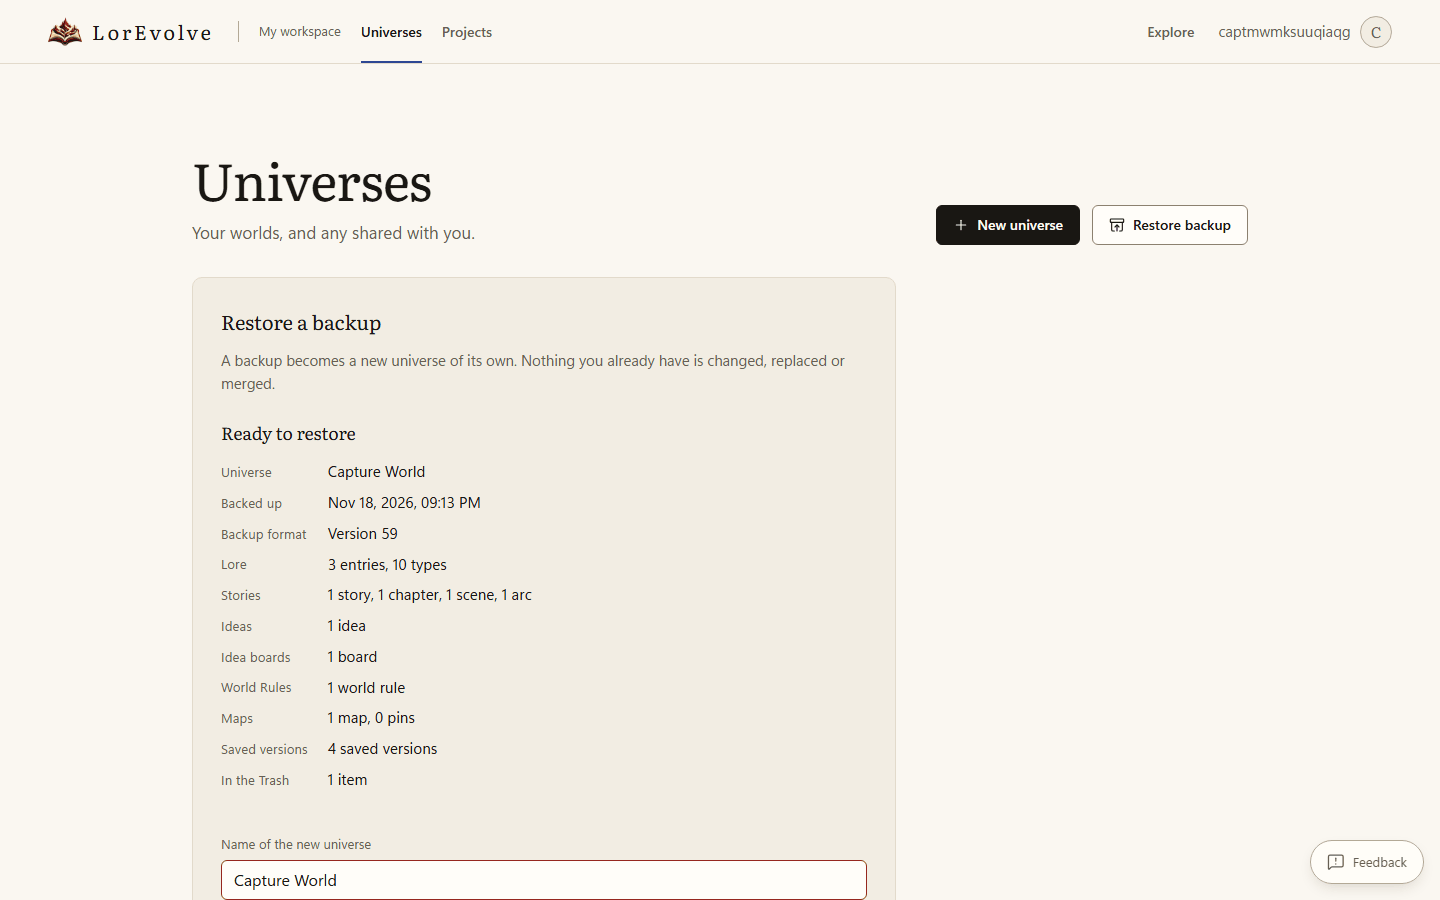 LorEvolve
My workspace
Universes
Projects
Explore
captmwmksuuqiaqg
C
Universes
Your worlds, and any shared with you.
New universe
Restore backup
Restore a backup
A backup becomes a new universe of its own. Nothing you already have is changed, replaced or
merged.
Ready to restore
Universe Capture World
Backed up Nov 18, 2026, 09:13 PM
Backup format Version 59
Lore 3 entries, 10 types
Stories 1 story, 1 chapter, 1 scene, 1 arc
Ideas 1 idea
Idea boards 1 board
World Rules 1 world rule
Maps 1 map, 0 pins
Saved versions 4 saved versions
In the Trash 1 item
Name of the new universe
Capture World
Feedback